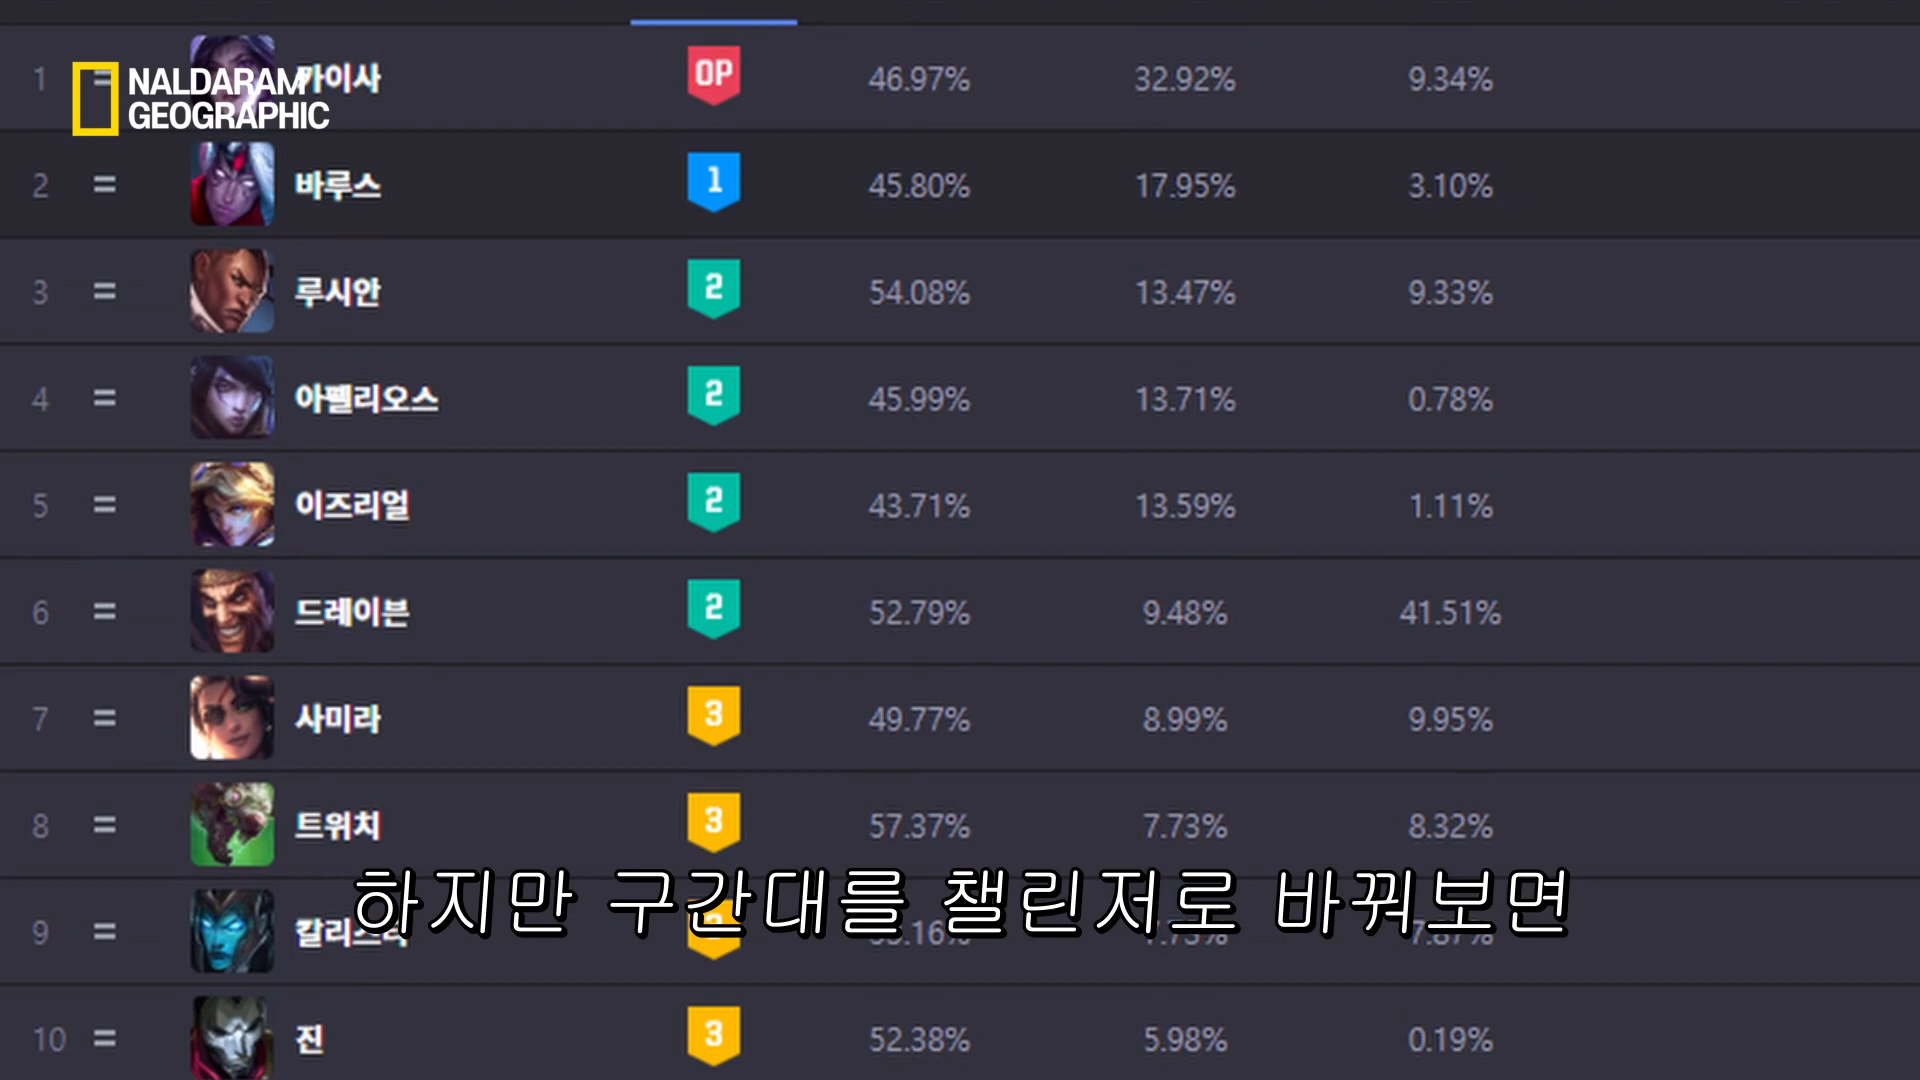 1 = 카이사 OP 46.97% 32.92% 9.34%
NALDARAM
GEOGRAPHIC
2 = 바루스 1 45.80% 17.95% 3.10%
3 = 루시안 2 54.08% 13.47% 9.33%
4 = 아펠리오스 2 45.99% 13.71% 0.78%
5 = 이즈리얼 2 43.71% 13.59% 1.11%
6 = 드레이븐 2 52.79% 9.48% 41.51%
7 = 사미라 3 49.77% 8.99% 9.95%
8 = 트위치 3 57.37% 7.73% 8.32%
하지만 구간대를 챌린저로 바꿔보면
9 = 칼리스타 3
10 = 진 3 52.38% 5.98% 0.19%